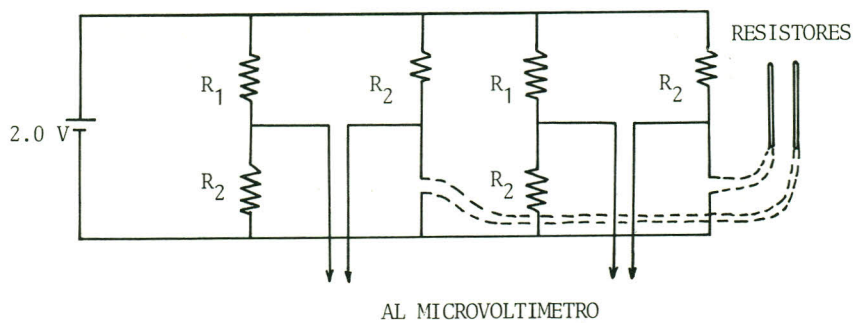 RESISTORES
R1
R2
R1
R2
2.0 V
R2
R2
AL MICROVOLTIMETRO